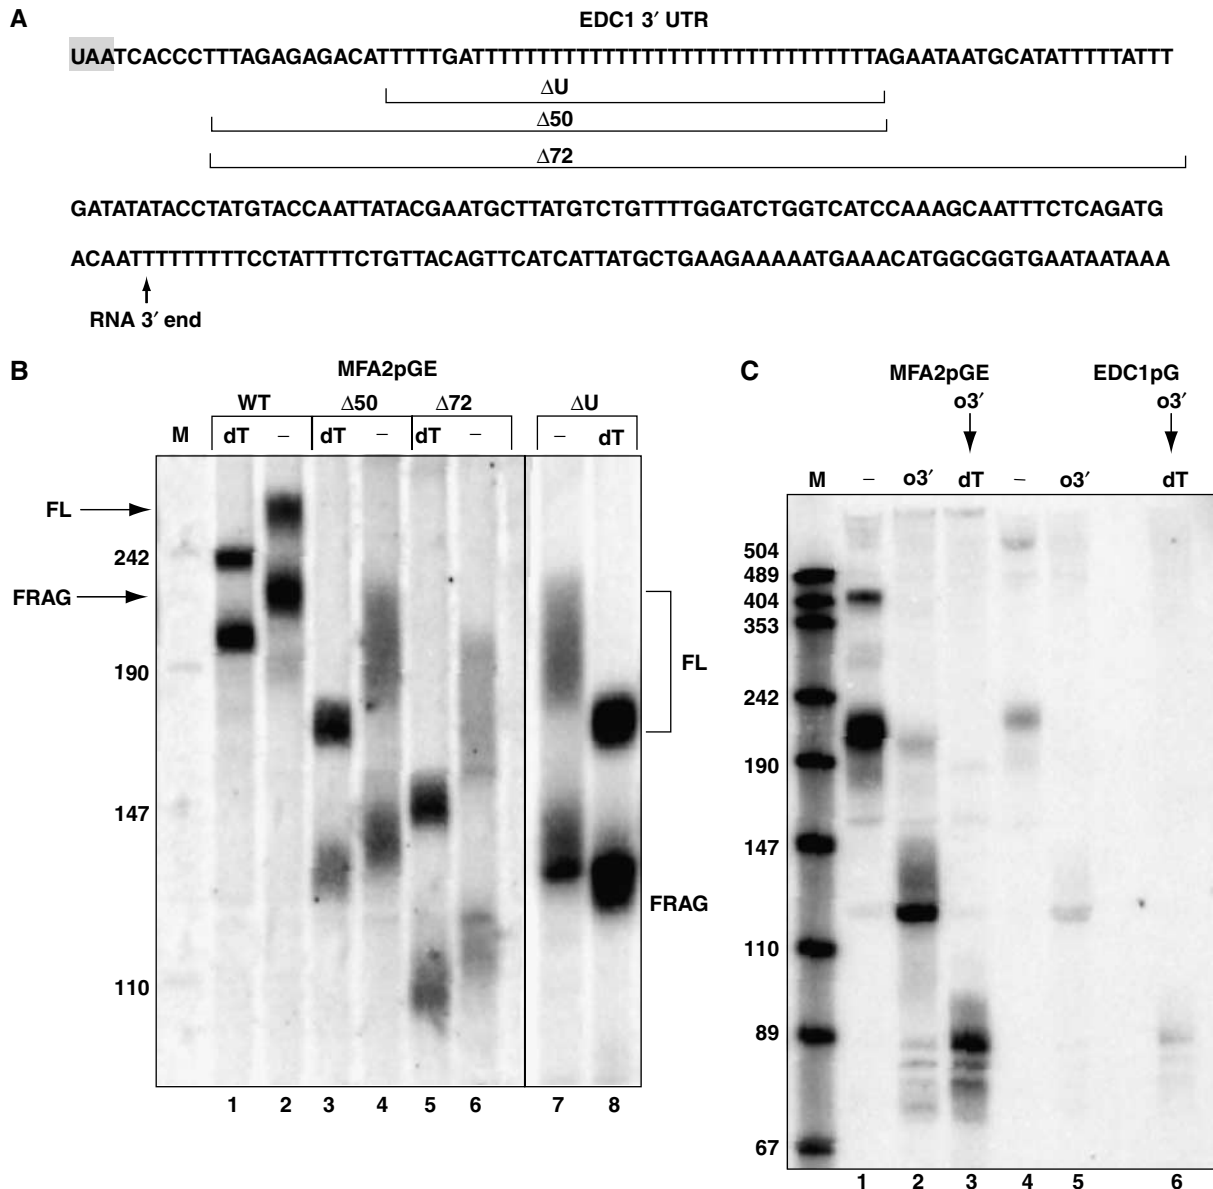 A
EDC1 3′ UTR
UAATCACCCTTTAGAGAGACATTTTTGATTTTTTTTTTTTTTTTTTTTTTTTTTTTTTTAGAATAATGCATATTTTTATTT
ΔU
Δ50
Δ72
GATATATACCTATGTACCAATTATACGAATGCTTATGTCTGTTTTGGATCTGGTCATCCAAAGCAATTTCTCAGATG
ACAATTTTTTTTTTCCTATTTTCTGTTACAGTTCATCATTATGCTGAAGAAAAATGAAACATGGCGGTGAATAATAAA
RNA 3′ end
B
MFA2pGE
WT Δ50 Δ72 ΔU
M dT – dT – dT – – dT
FL
242
FRAG
190
147
110
FL
FRAG
1 2 3 4 5 6 7 8
C
MFA2pGE EDC1pG
o3′ o3′
M – o3′ dT – o3′ dT
504
489
404
353
242
190
147
110
89
67
1 2 3 4 5 6